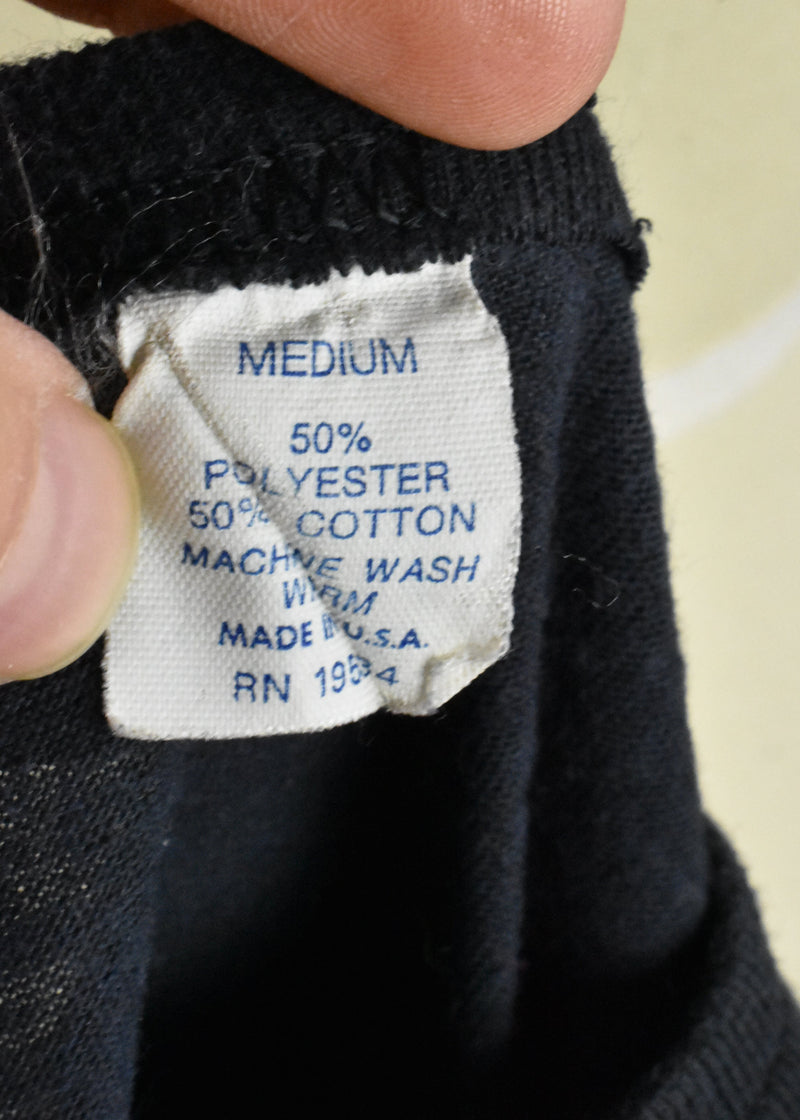 MEDIUM
50%
POLYESTER
50% COTTON
MACHINE WASH
WARM
MADE IN U.S.A.
RN